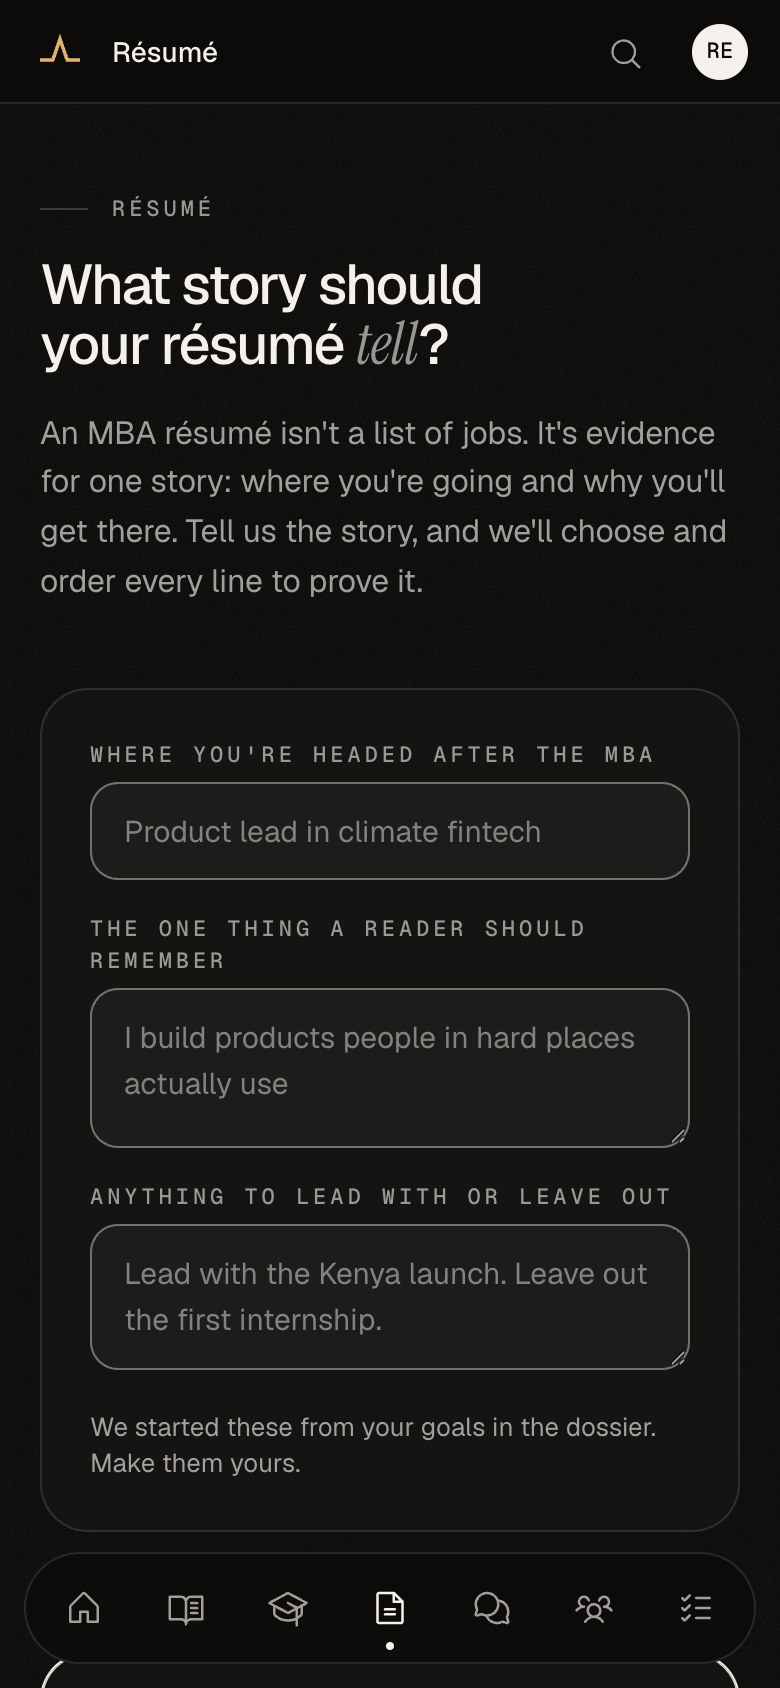 Résumé
RE
RÉSUMÉ
What story should
your résumé tell?
An MBA résumé isn't a list of jobs. It's evidence
for one story: where you're going and why you'll
get there. Tell us the story, and we'll choose and
order every line to prove it.
WHERE YOU'RE HEADED AFTER THE MBA
Product lead in climate fintech
THE ONE THING A READER SHOULD
REMEMBER
I build products people in hard places
actually use
ANYTHING TO LEAD WITH OR LEAVE OUT
Lead with the Kenya launch. Leave out
the first internship.
We started these from your goals in the dossier.
Make them yours.